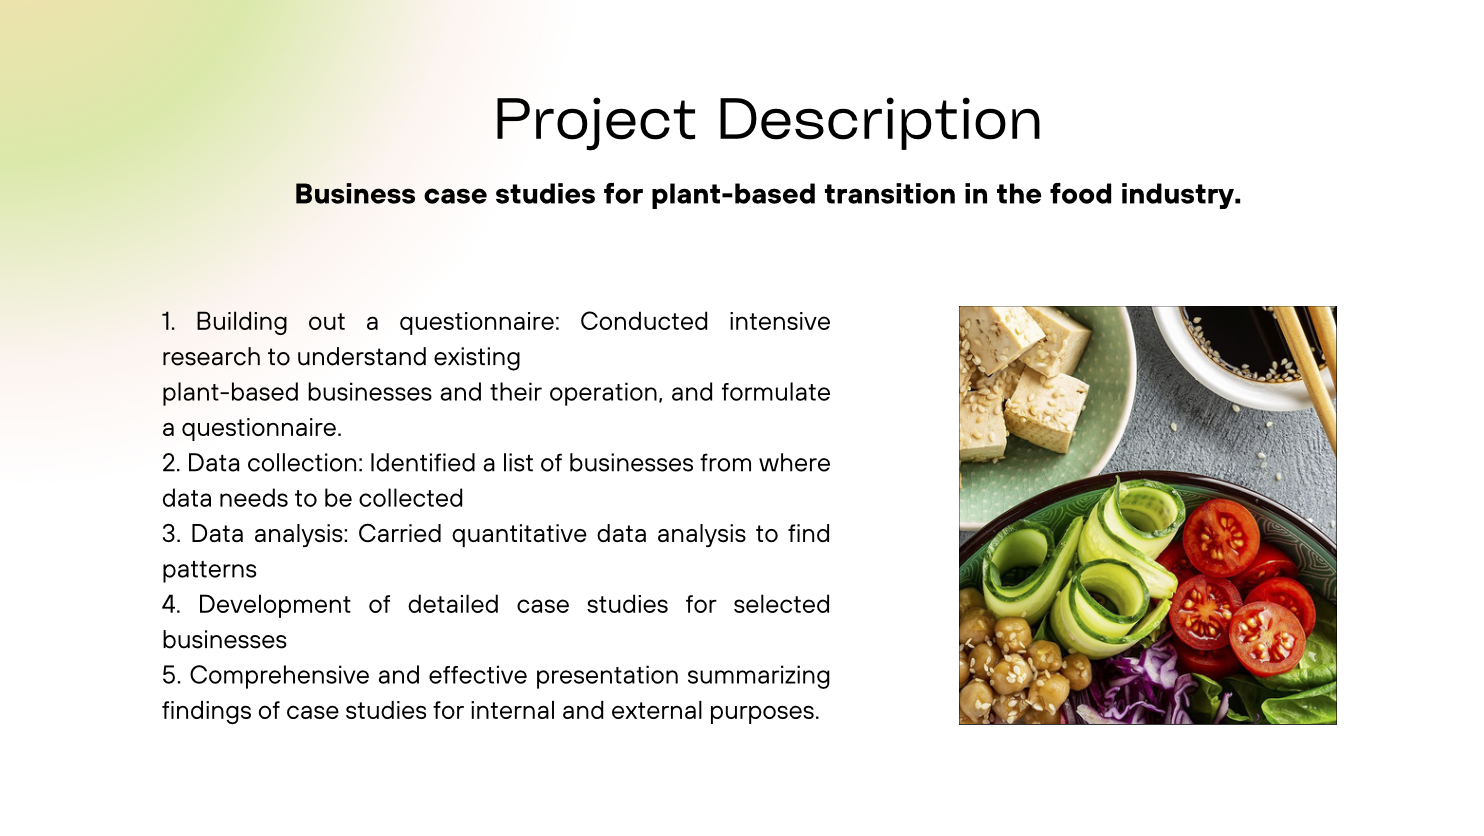 Project Description
Business case studies for plant-based transition in the food industry.
1. Building out a questionnaire: Conducted intensive
research to understand existing
plant-based businesses and their operation, and formulate
a questionnaire.
2. Data collection: Identified a list of businesses from where
data needs to be collected
3. Data analysis: Carried quantitative data analysis to find
patterns
4. Development of detailed case studies for selected
businesses
5. Comprehensive and effective presentation summarizing
findings of case studies for internal and external purposes.